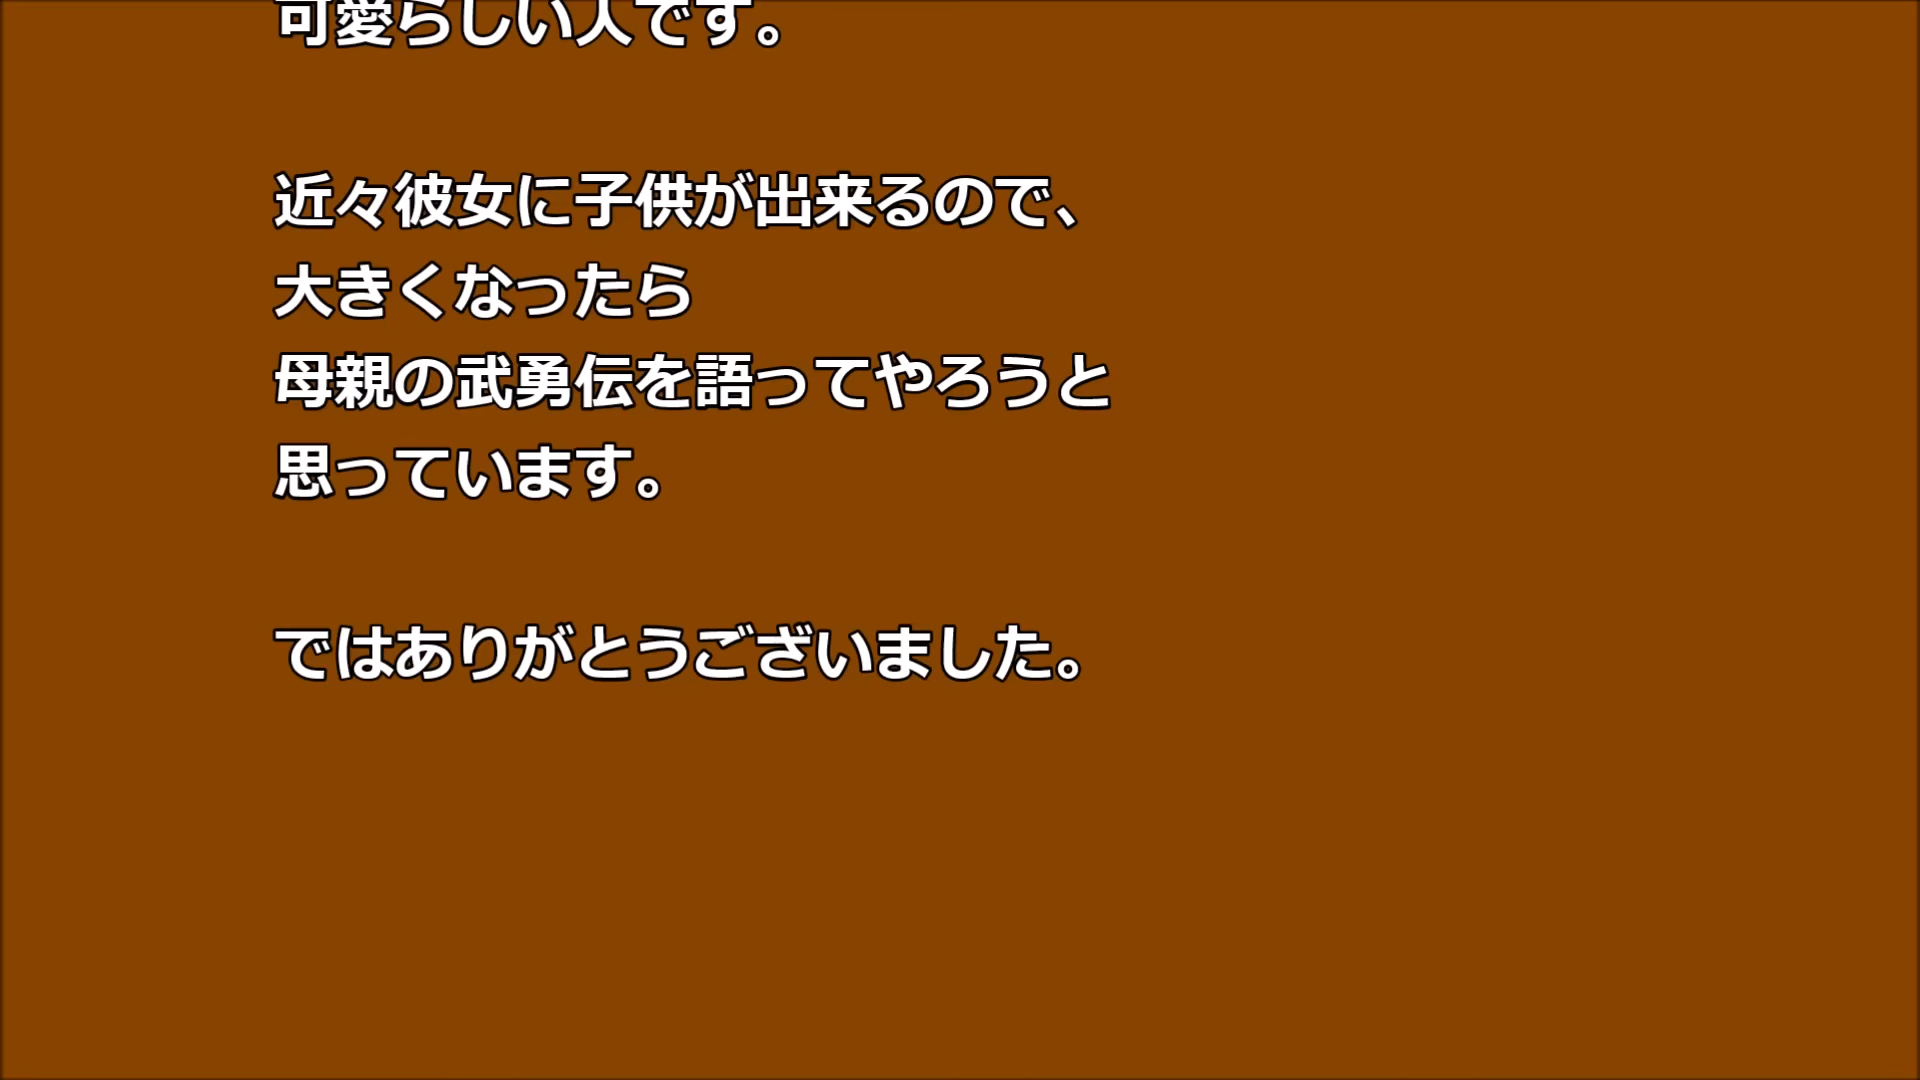 可愛らしい人です。
近々彼女に子供が出来るので、
大きくなったら
母親の武勇伝を語ってやろうと
思っています。
ではありがとうございました。